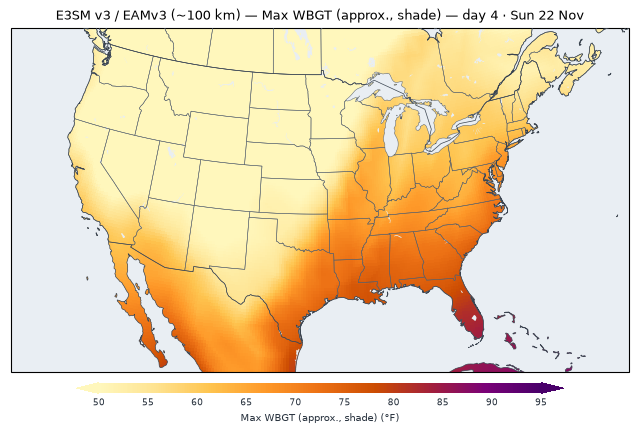 E3SM v3 / EAMv3 (~100 km) — Max WBGT (approx., shade) — day 4 · Sun 22 Nov
50 55 60 65 70 75 80 85 90 95
Max WBGT (approx., shade) (°F)